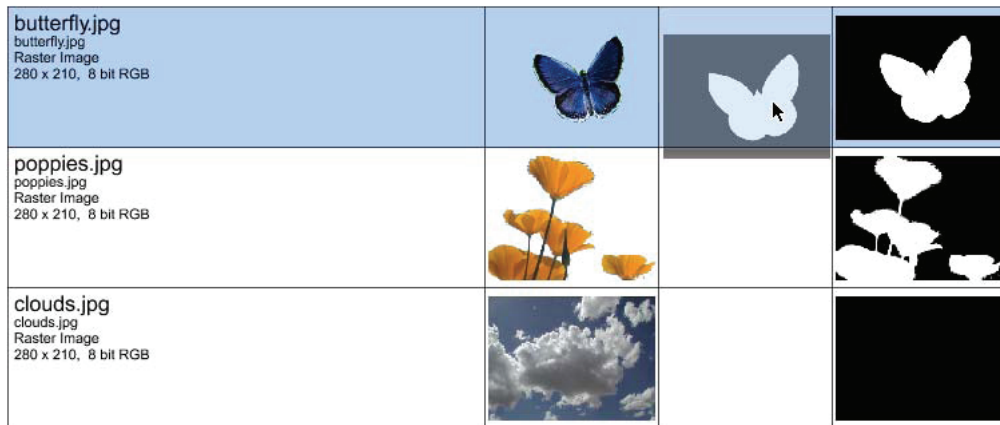 butterfly.jpg
butterfly.jpg
Raster Image
280 x 210, 8 bit RGB
poppies.jpg
poppies.jpg
Raster Image
280 x 210, 8 bit RGB
clouds.jpg
clouds.jpg
Raster Image
280 x 210, 8 bit RGB